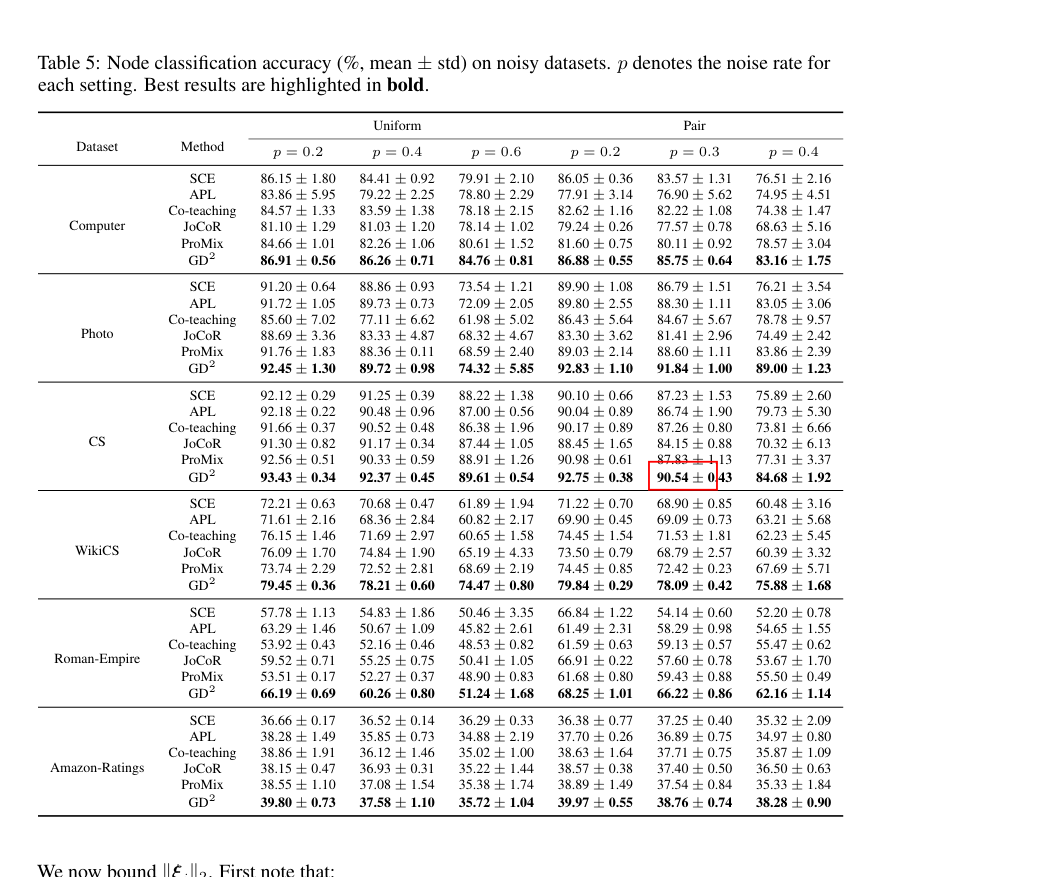 Table 5: Node classification accuracy (%, mean ± std) on noisy datasets. p denotes the noise rate for
each setting. Best results are highlighted in bold.
Dataset Method Uniform Pair
p = 0.2 p = 0.4 p = 0.6 p = 0.2 p = 0.3 p = 0.4
Computer
SCE 86.15 ± 1.80 84.41 ± 0.92 79.91 ± 2.10 86.05 ± 0.36 83.57 ± 1.31 76.51 ± 2.16
APL 83.86 ± 5.95 79.22 ± 2.25 78.80 ± 2.29 77.91 ± 3.14 76.90 ± 5.62 74.95 ± 4.51
Co-teaching 84.57 ± 1.33 83.59 ± 1.38 78.18 ± 2.15 82.62 ± 1.16 82.22 ± 1.08 74.38 ± 1.47
JoCoR 81.10 ± 1.29 81.03 ± 1.20 78.14 ± 1.02 79.24 ± 0.26 77.57 ± 0.78 68.63 ± 5.16
ProMix 84.66 ± 1.01 82.26 ± 1.06 80.61 ± 1.52 81.60 ± 0.75 80.11 ± 0.92 78.57 ± 3.04
GD² 86.91 ± 0.56 86.26 ± 0.71 84.76 ± 0.81 86.88 ± 0.55 85.75 ± 0.64 83.16 ± 1.75
Photo
SCE 91.20 ± 0.64 88.86 ± 0.93 73.54 ± 1.21 89.90 ± 1.08 86.79 ± 1.51 76.21 ± 3.54
APL 91.72 ± 1.05 89.73 ± 0.73 72.09 ± 2.05 89.80 ± 2.55 88.30 ± 1.11 83.05 ± 3.06
Co-teaching 85.60 ± 7.02 77.11 ± 6.62 61.98 ± 5.02 86.43 ± 5.64 84.67 ± 5.67 78.78 ± 9.57
JoCoR 88.69 ± 3.36 83.33 ± 4.87 68.32 ± 4.67 83.30 ± 3.62 81.41 ± 2.96 74.49 ± 2.42
ProMix 91.76 ± 1.83 88.36 ± 0.11 68.59 ± 2.40 89.03 ± 2.14 88.60 ± 1.11 83.86 ± 2.39
GD² 92.45 ± 1.30 89.72 ± 0.98 74.32 ± 5.85 92.83 ± 1.10 91.84 ± 1.00 89.00 ± 1.23
CS
SCE 92.12 ± 0.29 91.25 ± 0.39 88.22 ± 1.38 90.10 ± 0.66 87.23 ± 1.53 75.89 ± 2.60
APL 92.18 ± 0.22 90.48 ± 0.96 87.00 ± 0.56 90.04 ± 0.89 86.74 ± 1.90 79.73 ± 5.30
Co-teaching 91.66 ± 0.37 90.52 ± 0.48 86.38 ± 1.96 90.17 ± 0.89 87.26 ± 0.80 73.81 ± 6.66
JoCoR 91.30 ± 0.82 91.17 ± 0.34 87.44 ± 1.05 88.45 ± 1.65 84.15 ± 0.88 70.32 ± 6.13
ProMix 92.56 ± 0.51 90.33 ± 0.59 88.91 ± 1.26 90.98 ± 0.61 87.83 ± 1.13 77.31 ± 3.37
GD² 93.43 ± 0.34 92.37 ± 0.45 89.61 ± 0.54 92.75 ± 0.38 90.54 ± 0.43 84.68 ± 1.92
WikiCS
SCE 72.21 ± 0.63 70.68 ± 0.47 61.89 ± 1.94 71.22 ± 0.70 68.90 ± 0.85 60.48 ± 3.16
APL 71.61 ± 2.16 68.36 ± 2.84 60.82 ± 2.17 69.90 ± 0.45 69.09 ± 0.73 63.21 ± 5.68
Co-teaching 76.15 ± 1.46 71.69 ± 2.97 60.65 ± 1.58 74.45 ± 1.54 71.53 ± 1.81 62.23 ± 5.45
JoCoR 76.09 ± 1.70 74.84 ± 1.90 65.19 ± 4.33 73.50 ± 0.79 68.79 ± 2.57 60.39 ± 3.32
ProMix 73.74 ± 2.29 72.52 ± 2.81 68.69 ± 2.19 74.45 ± 0.85 72.42 ± 0.23 67.69 ± 5.71
GD² 79.45 ± 0.36 78.21 ± 0.60 74.47 ± 0.80 79.84 ± 0.29 78.09 ± 0.42 75.88 ± 1.68
Roman-Empire
SCE 57.78 ± 1.13 54.83 ± 1.86 50.46 ± 3.35 66.84 ± 1.22 54.14 ± 0.60 52.20 ± 0.78
APL 63.29 ± 1.46 50.67 ± 1.09 45.82 ± 2.61 61.49 ± 2.31 58.29 ± 0.98 54.65 ± 1.55
Co-teaching 53.92 ± 0.43 52.16 ± 0.46 48.53 ± 0.82 61.59 ± 0.63 59.13 ± 0.57 55.47 ± 0.62
JoCoR 59.52 ± 0.71 55.25 ± 0.75 50.41 ± 1.05 66.91 ± 0.22 57.60 ± 0.78 53.67 ± 1.70
ProMix 53.51 ± 0.17 52.27 ± 0.37 48.90 ± 0.83 61.68 ± 0.80 59.43 ± 0.88 55.50 ± 0.49
GD² 66.19 ± 0.69 60.26 ± 0.80 51.24 ± 1.68 68.25 ± 1.01 66.22 ± 0.86 62.16 ± 1.14
Amazon-Ratings
SCE 36.66 ± 0.17 36.52 ± 0.14 36.29 ± 0.33 36.38 ± 0.77 37.25 ± 0.40 35.32 ± 2.09
APL 38.28 ± 1.49 35.85 ± 0.73 34.88 ± 2.19 37.70 ± 0.26 36.89 ± 0.75 34.97 ± 0.80
Co-teaching 38.86 ± 1.91 36.12 ± 1.46 35.02 ± 1.00 38.63 ± 1.64 37.71 ± 0.75 35.87 ± 1.09
JoCoR 38.15 ± 0.47 36.93 ± 0.31 35.22 ± 1.44 38.57 ± 0.38 37.40 ± 0.50 36.50 ± 0.63
ProMix 38.55 ± 1.10 37.08 ± 1.54 35.38 ± 1.74 38.89 ± 1.49 37.54 ± 0.84 35.33 ± 1.84
GD² 39.80 ± 0.73 37.58 ± 1.10 35.72 ± 1.04 39.97 ± 0.55 38.76 ± 0.74 38.28 ± 0.90
We now bound First note that: